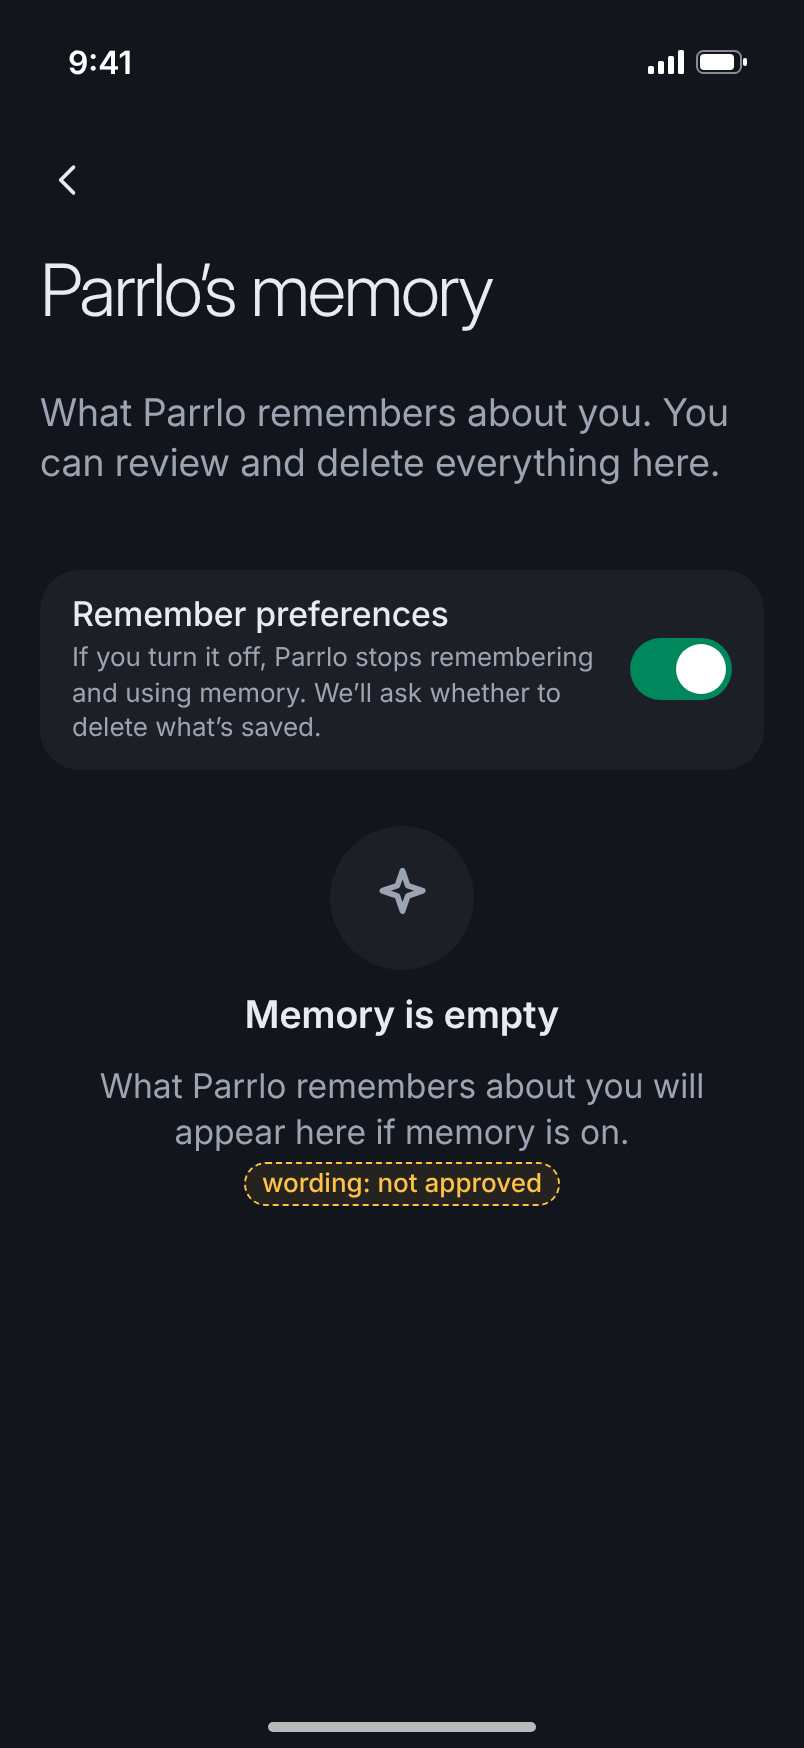 9:41
Parrlo’s memory
What Parrlo remembers about you. You
can review and delete everything here.
Remember preferences
If you turn it off, Parrlo stops remembering
and using memory. We’ll ask whether to
delete what’s saved.
Memory is empty
What Parrlo remembers about you will
appear here if memory is on.
wording: not approved